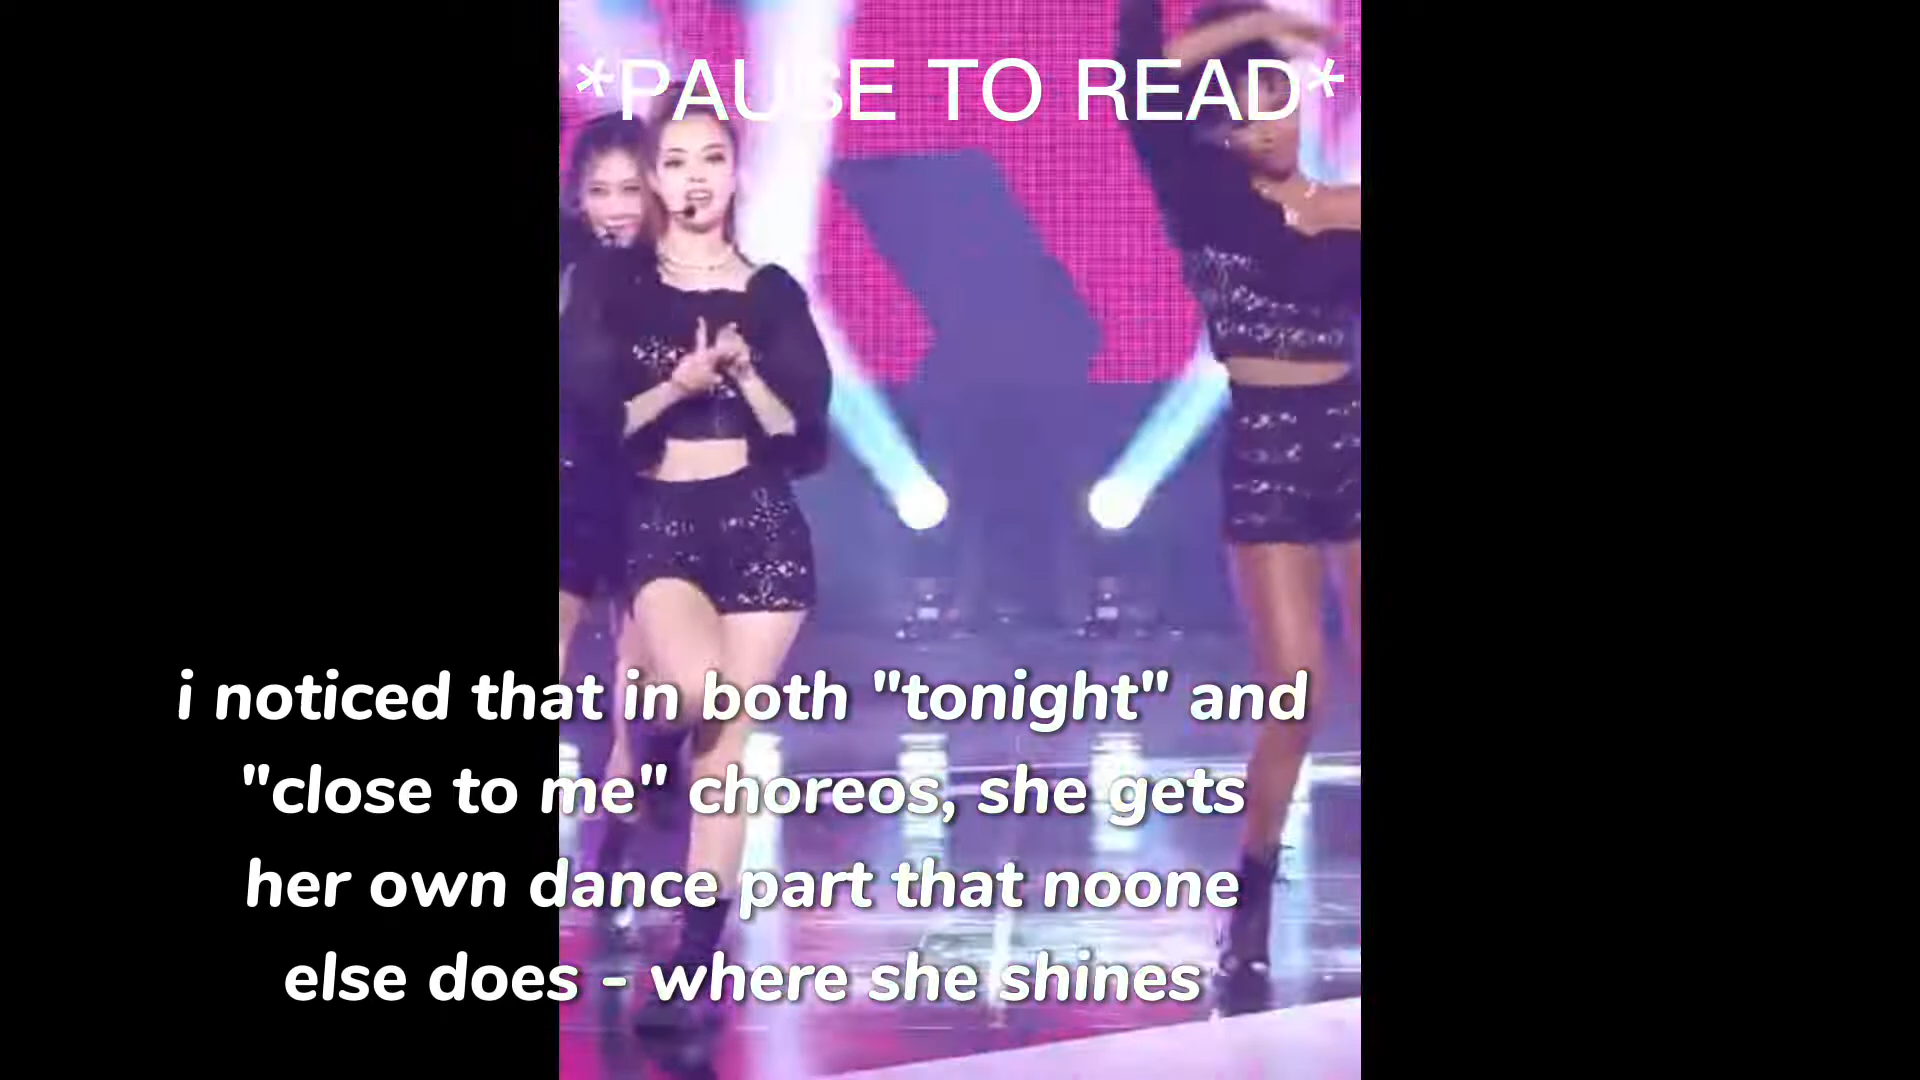 *PAUSE TO READ*
i noticed that in both "tonight" and
"close to me" choreos, she gets
her own dance part that noone
else does - where she shines